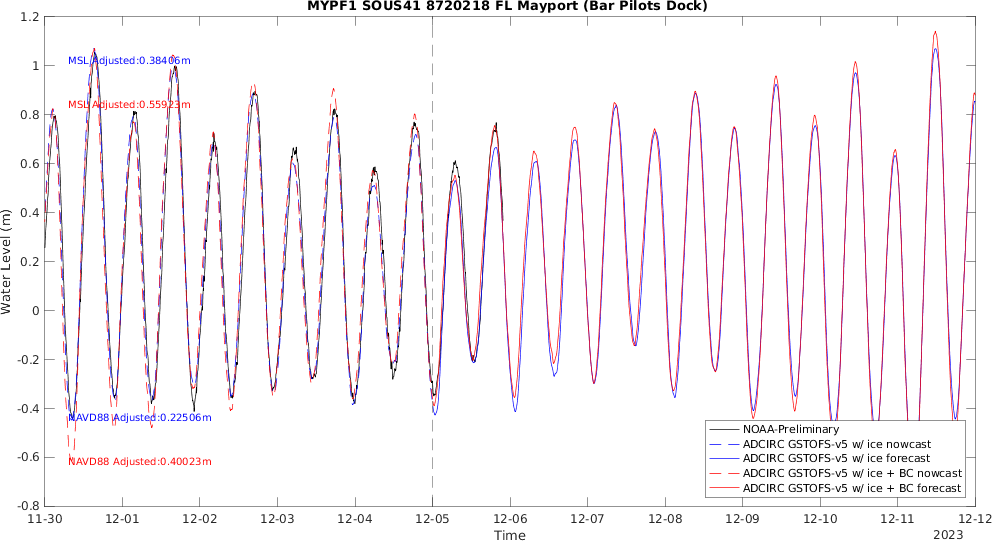 MYPF1 SOUS41 8720218 FL Mayport (Bar Pilots Dock)
1.2
1
0.8
0.6
0.4
0.2
0
-0.2
-0.4
-0.6
-0.8
Water Level (m)
MSL Adjusted:0.38406m
MSL Adjusted:0.55923m
NAVD88 Adjusted:0.22506m
NAVD88 Adjusted:0.40023m
NOAA-Preliminary
ADCIRC GSTOFS-v5 w/ ice nowcast
ADCIRC GSTOFS-v5 w/ ice forecast
ADCIRC GSTOFS-v5 w/ ice + BC nowcast
ADCIRC GSTOFS-v5 w/ ice + BC forecast
11-30 12-01 12-02 12-03 12-04 12-05 12-06 12-07 12-08 12-09 12-10 12-11 12-12
Time
2023